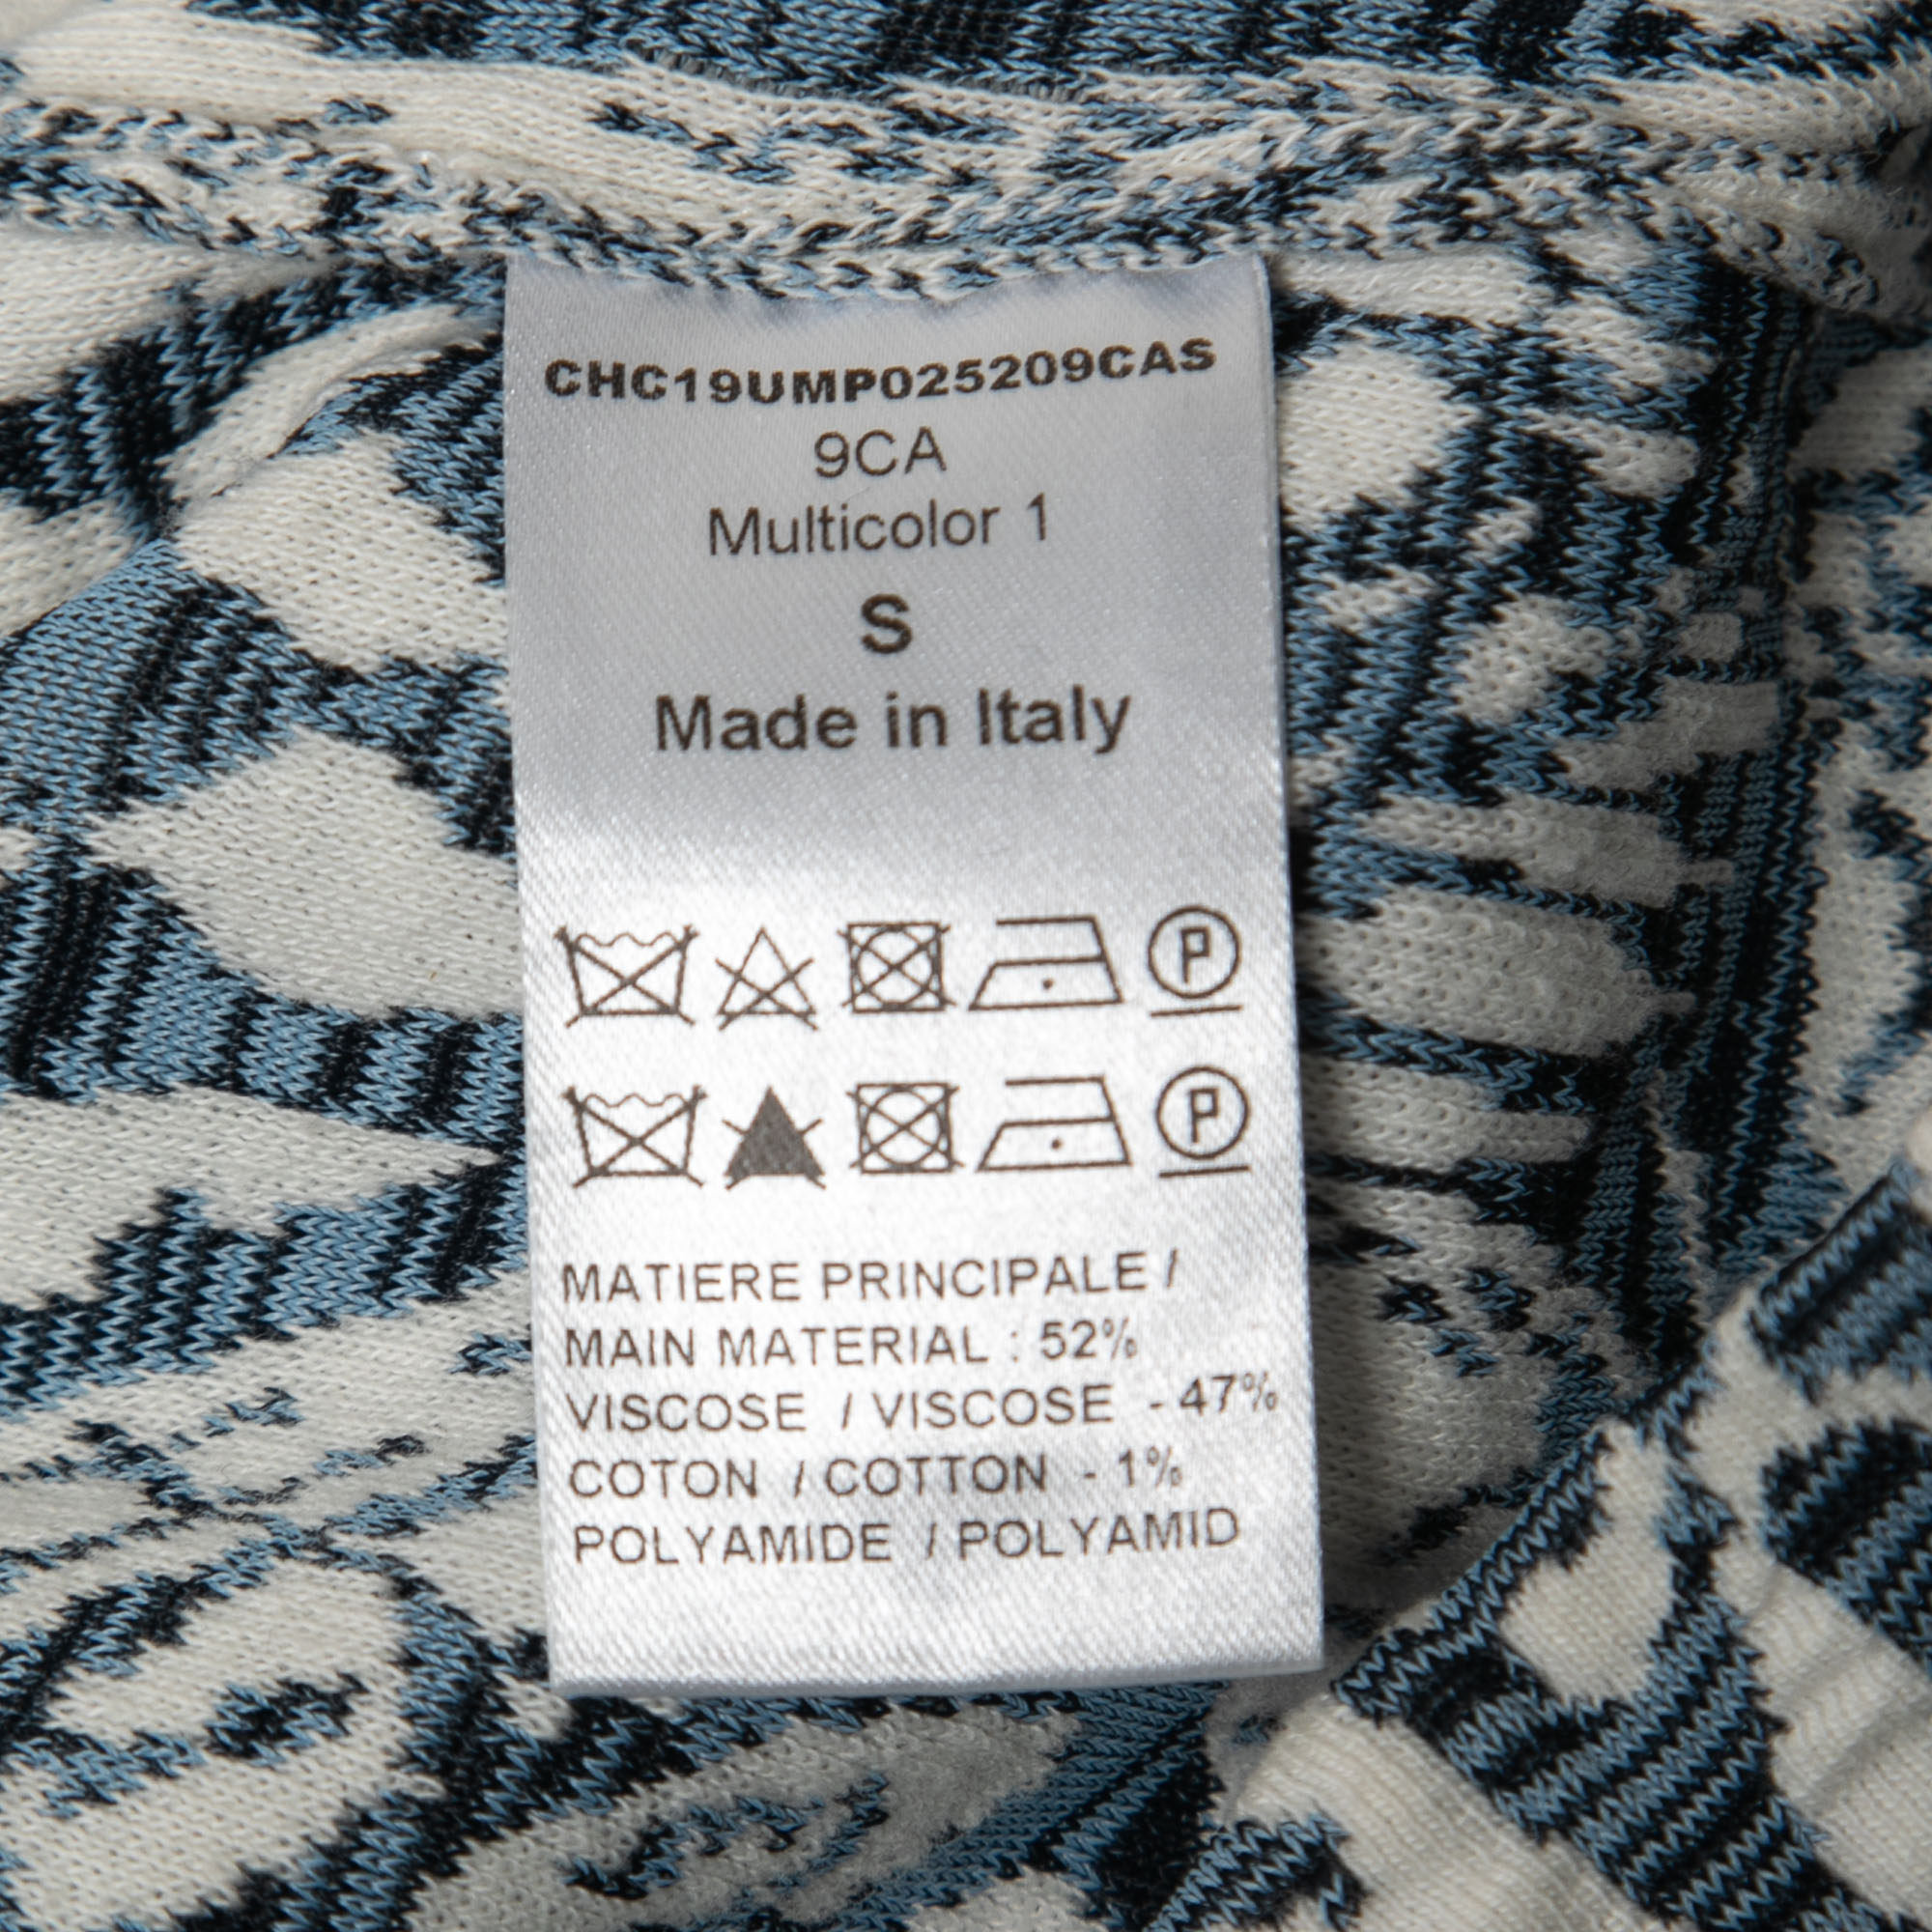 CHC19UMP025209CAS
9CA
Multicolor 1
S
Made in Italy
P
P
MATIERE PRINCIPALE /
MAIN MATERIAL : 52%
VISCOSE / VISCOSE - 47%
COTON / COTTON - 1%
POLYAMIDE / POLYAMID